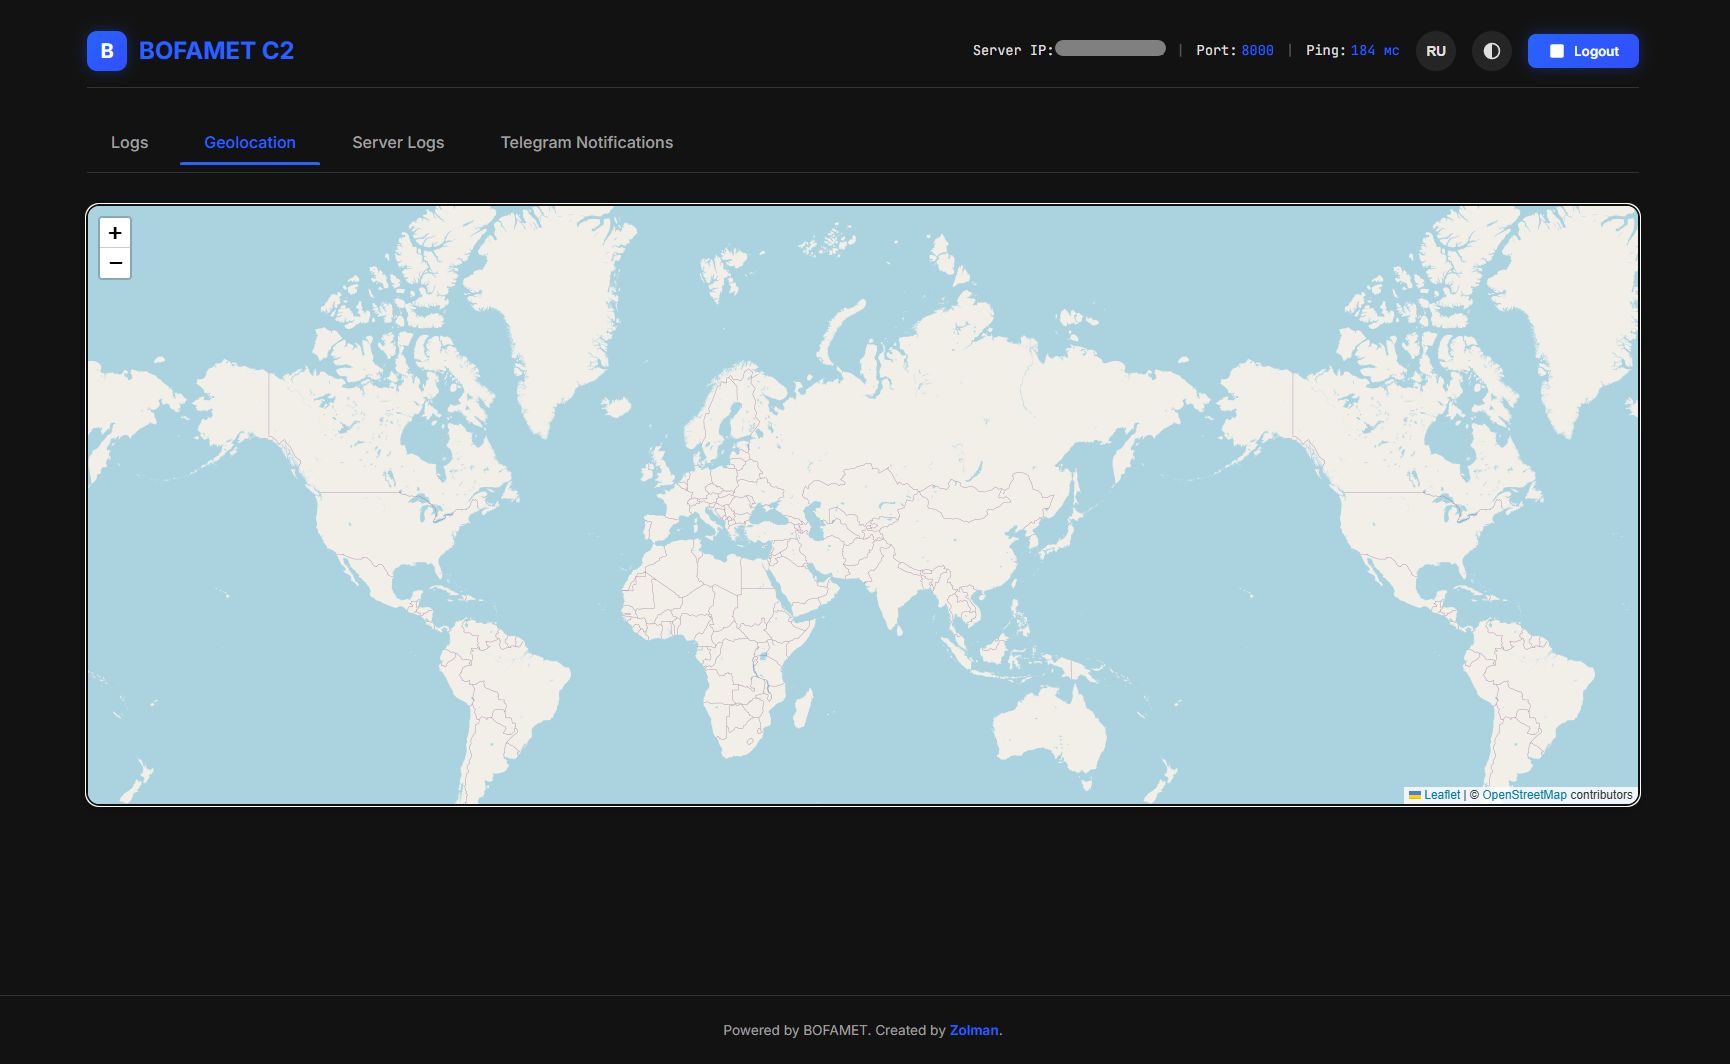 B BOFAMET C2
Server IP: | Port: 8000 | Ping: 184 мс RU Logout
Logs Geolocation Server Logs Telegram Notifications
+
−
Leaflet | © OpenStreetMap contributors
Powered by BOFAMET. Created by Zolman.